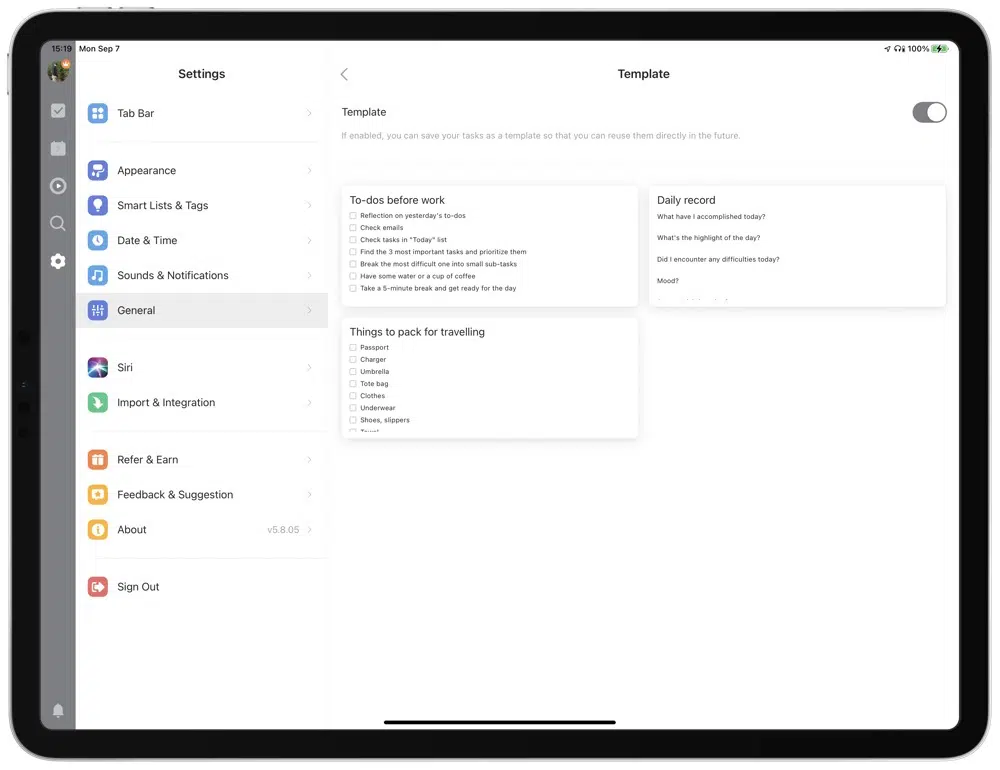 15:19 Mon Sep 7
100%
Settings
Tab Bar
Appearance
Smart Lists & Tags
Date & Time
Sounds & Notifications
General
Siri
Import & Integration
Refer & Earn
Feedback & Suggestion
About v5.8.05
Sign Out
Template
Template
If enabled, you can save your tasks as a template so that you can reuse them directly in the future.
To-dos before work
Reflection on yesterday's to-dos
Check emails
Check tasks in "Today" list
Find the 3 most important tasks and prioritize them
Break the most difficult one into small sub-tasks
Have some water or a cup of coffee
Take a 5-minute break and get ready for the day
Daily record
What have I accomplished today?
What's the highlight of the day?
Did I encounter any difficulties today?
Mood?
Things to pack for travelling
Passport
Charger
Umbrella
Tote bag
Clothes
Underwear
Shoes, slippers